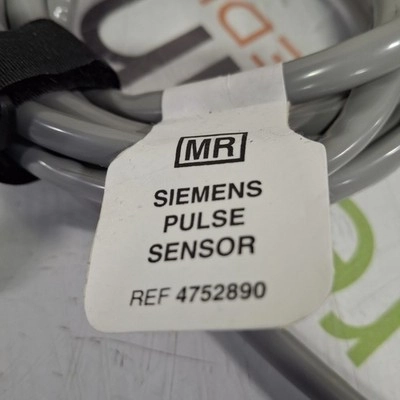 MR
SIEMENS
PULSE
SENSOR
REF 4752890